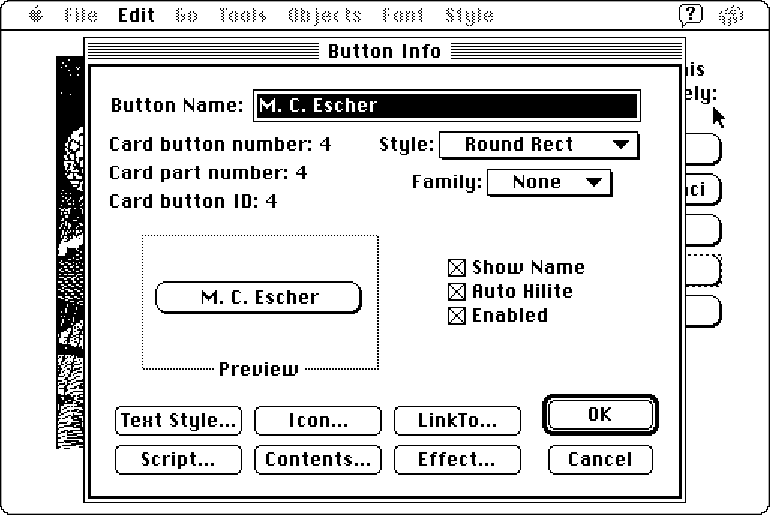 File Edit Go Tools Objects Font Style ?
Button Info
his
ely:
Button Name: M. C. Escher
Card button number: 4
Style: Round Rect
Card part number: 4
Family: None
Card button ID: 4
nci
M. C. Escher
Preview
Show Name
Auto Hilite
Enabled
Text Style... Icon... LinkTo... OK
Script... Contents... Effect... Cancel